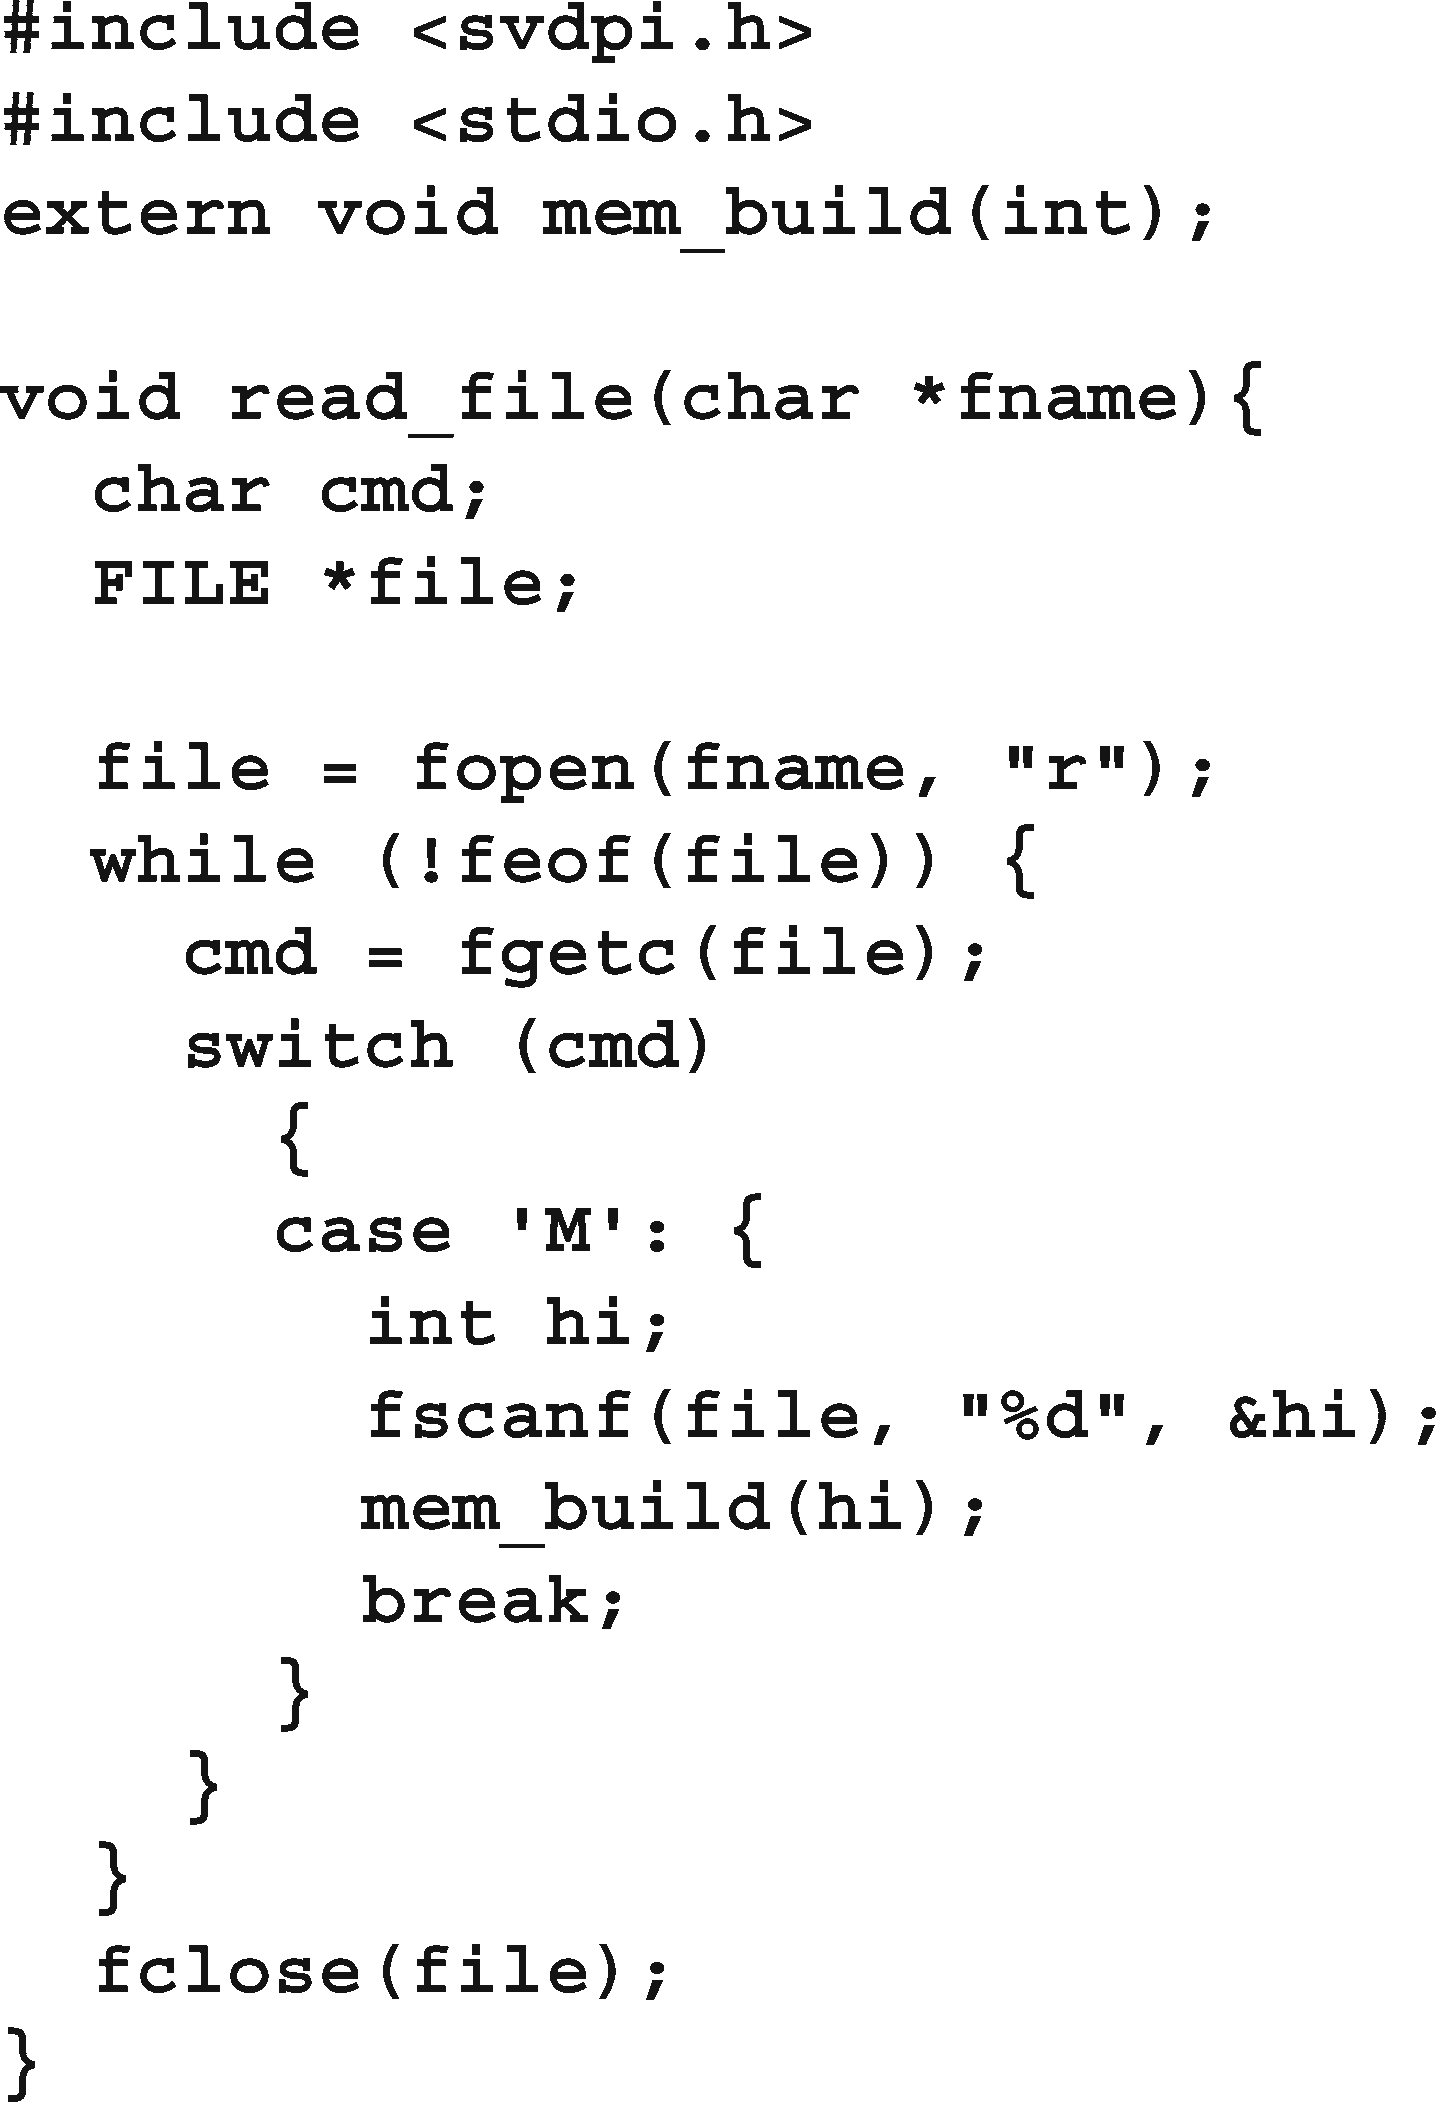 #include <svdpi.h>
#include <stdio.h>
extern void mem_build(int);

void read_file(char *fname){
  char cmd;
  FILE *file;

  file = fopen(fname, "r");
  while (!feof(file)) {
    cmd = fgetc(file);
    switch (cmd)
      {
      case 'M': {
        int hi;
        fscanf(file, "%d", &hi);
        mem_build(hi);
        break;
      }
    }
  }
  fclose(file);
}